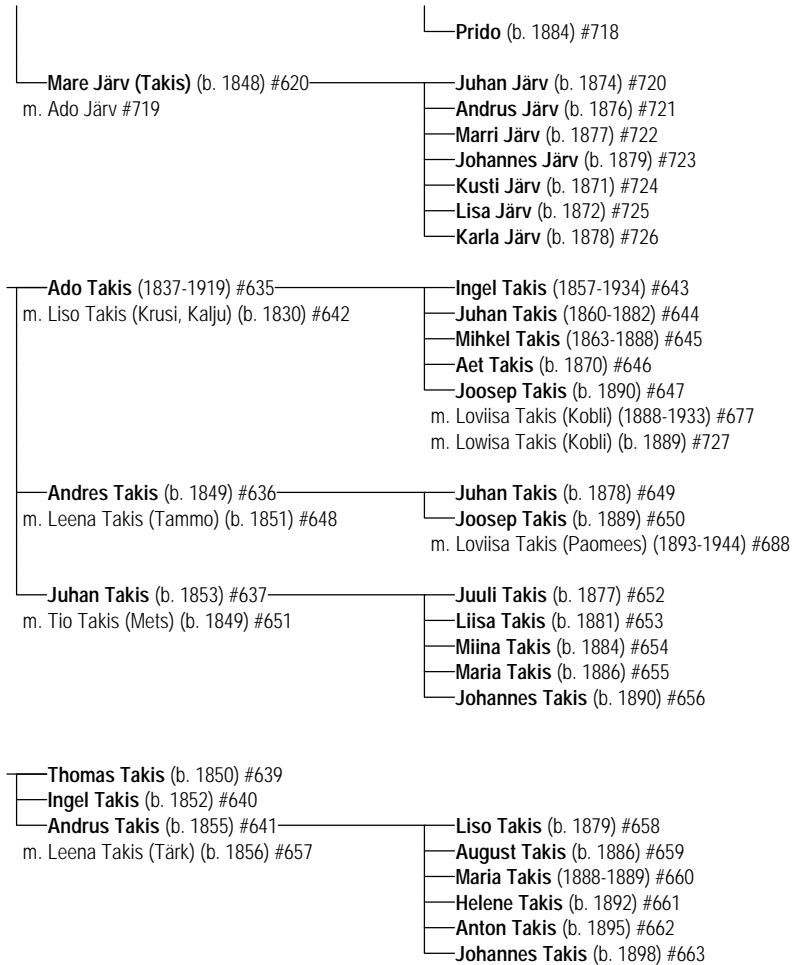 Prido (b. 1884) #718
Mare Järv (Takis) (b. 1848) #620
m. Ado Järv #719
Juhan Järv (b. 1874) #720
Andrus Järv (b. 1876) #721
Marri Järv (b. 1877) #722
Johannes Järv (b. 1879) #723
Kusti Järv (b. 1871) #724
Lisa Järv (b. 1872) #725
Karla Järv (b. 1878) #726
Ado Takis (1837-1919) #635
m. Liso Takis (Krusi, Kalju) (b. 1830) #642
Ingel Takis (1857-1934) #643
Juhan Takis (1860-1882) #644
Mihkel Takis (1863-1888) #645
Aet Takis (b. 1870) #646
Joosep Takis (b. 1890) #647
m. Loviisa Takis (Kobli) (1888-1933) #677
m. Lowisa Takis (Kobli) (b. 1889) #727
Andres Takis (b. 1849) #636
m. Leena Takis (Tammo) (b. 1851) #648
Juhan Takis (b. 1878) #649
Joosep Takis (b. 1889) #650
m. Loviisa Takis (Paomees) (1893-1944) #688
Juhan Takis (b. 1853) #637
m. Tio Takis (Mets) (b. 1849) #651
Juuli Takis (b. 1877) #652
Liisa Takis (b. 1881) #653
Miina Takis (b. 1884) #654
Maria Takis (b. 1886) #655
Johannes Takis (b. 1890) #656
Thomas Takis (b. 1850) #639
Ingel Takis (b. 1852) #640
Andrus Takis (b. 1855) #641
m. Leena Takis (Tärk) (b. 1856) #657
Liso Takis (b. 1879) #658
August Takis (b. 1886) #659
Maria Takis (1888-1889) #660
Helene Takis (b. 1892) #661
Anton Takis (b. 1895) #662
Johannes Takis (b. 1898) #663